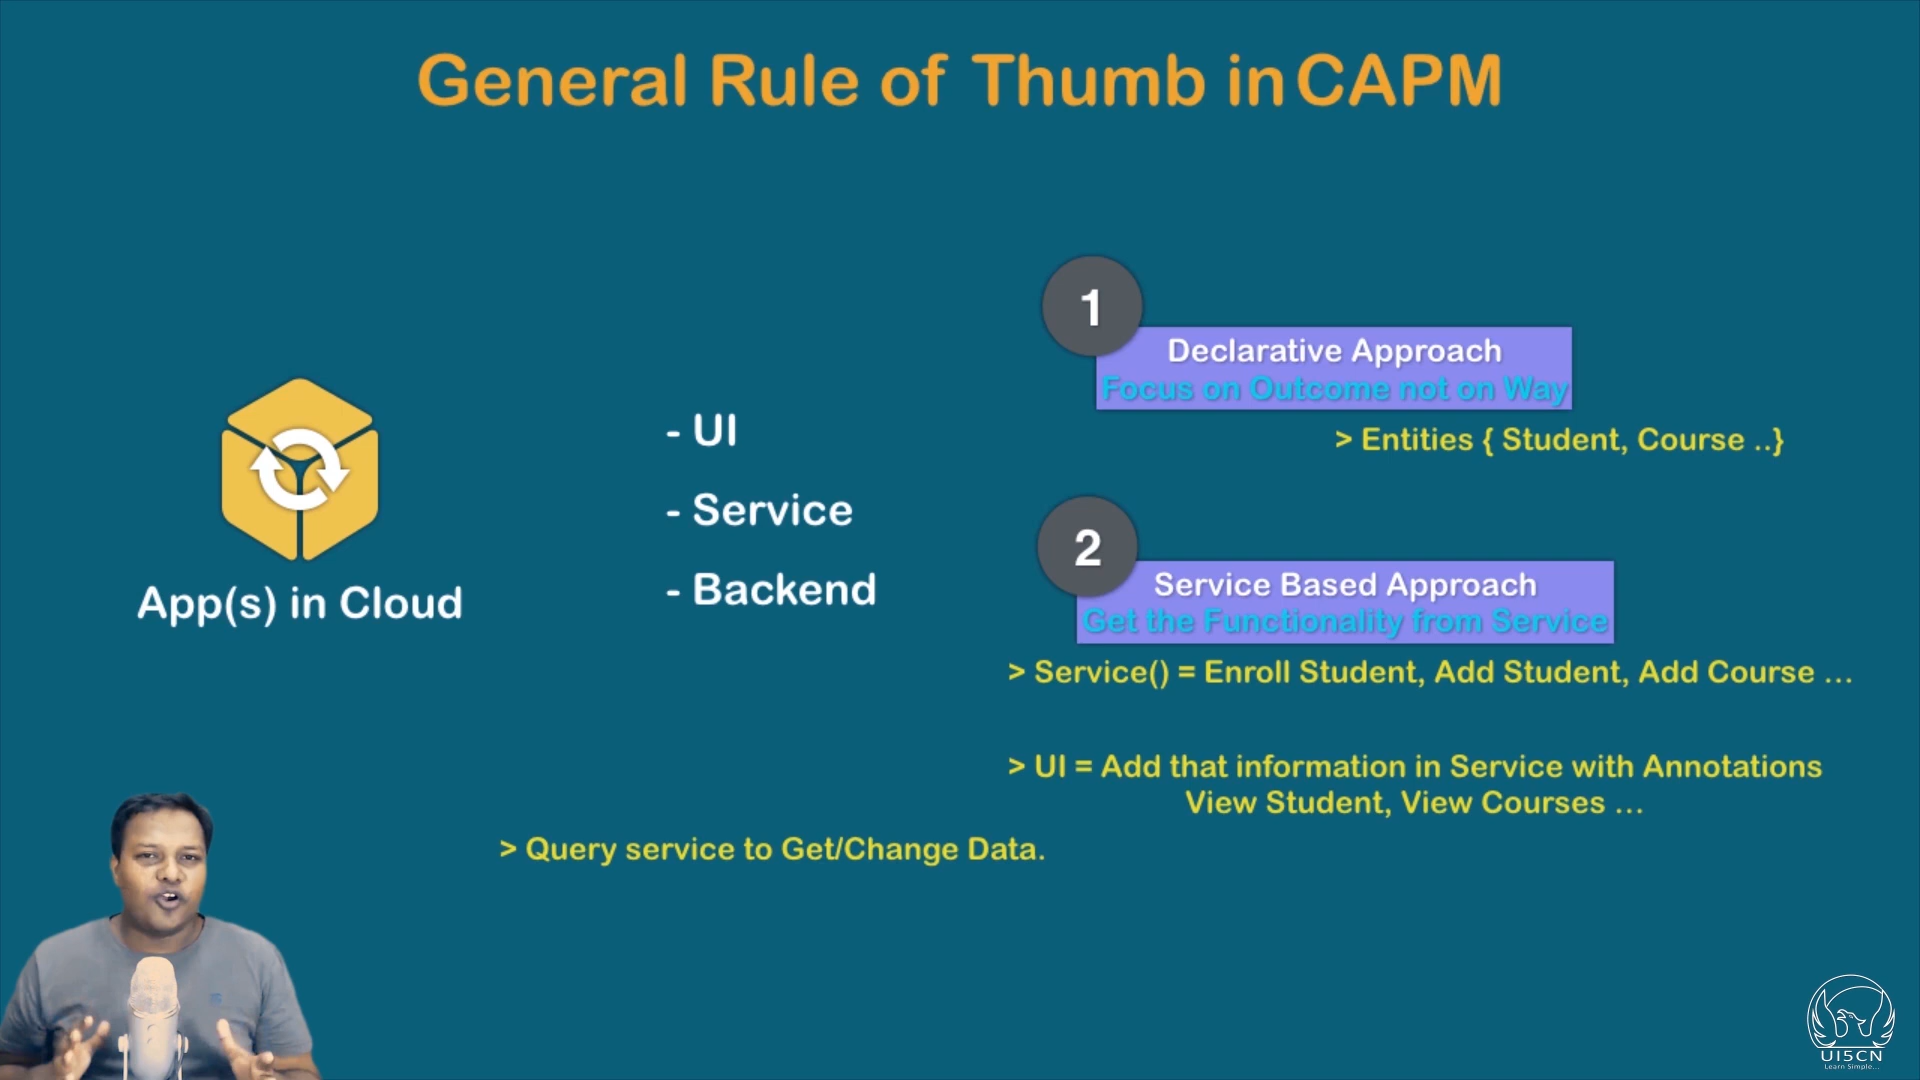 General Rule of Thumb in CAPM
App(s) in Cloud
- UI
- Service
- Backend
1
Declarative Approach
Focus on Outcome not on Way
> Entities { Student, Course ..}
2
Service Based Approach
Get the Functionality from Service
> Service() = Enroll Student, Add Student, Add Course ...
> UI = Add that information in Service with Annotations
View Student, View Courses ...
> Query service to Get/Change Data.
UI5CN
Learn Simple...